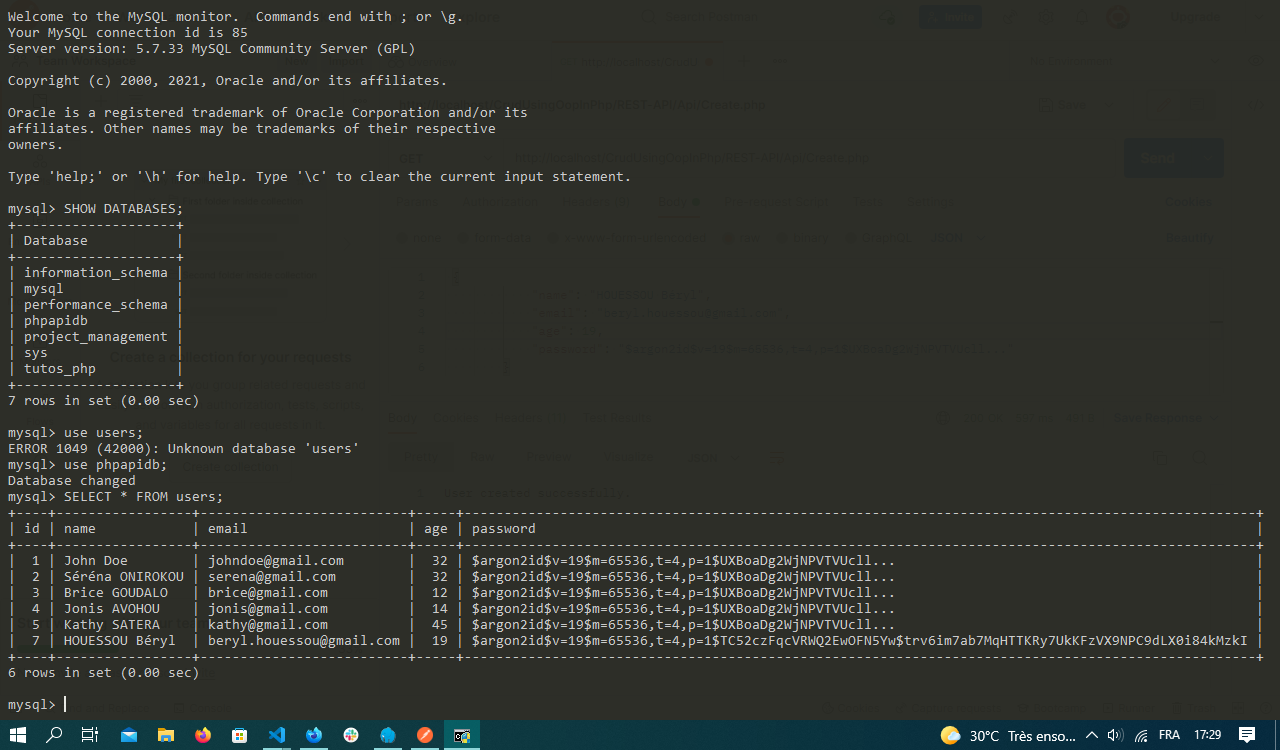 Welcome to the MySQL monitor.  Commands end with ; or \g.
Your MySQL connection id is 85
Server version: 5.7.33 MySQL Community Server (GPL)

Copyright (c) 2000, 2021, Oracle and/or its affiliates.

Oracle is a registered trademark of Oracle Corporation and/or its
affiliates. Other names may be trademarks of their respective
owners.

Type 'help;' or '\h' for help. Type '\c' to clear the current input statement.

mysql> SHOW DATABASES;
+--------------------+
| Database           |
+--------------------+
| information_schema |
| mysql              |
| performance_schema |
| phpapidb           |
| project_management |
| sys                |
| tutos_php          |
+--------------------+
7 rows in set (0.00 sec)

mysql> use users;
ERROR 1049 (42000): Unknown database 'users'
mysql> use phpapidb;
Database changed
mysql> SELECT * FROM users;
+----+----------------+--------------------------+-----+---------------------------------------------------------------------------------------------------+
| id | name           | email                    | age | password                                                                                          |
+----+----------------+--------------------------+-----+---------------------------------------------------------------------------------------------------+
|  1 | John Doe       | johndoe@gmail.com        |  32 | $argon2id$v=19$m=65536,t=4,p=1$UXBoaDg2WjNPVTVUcll...                                             |
|  2 | Séréna ONIROKOU | serena@gmail.com         |  32 | $argon2id$v=19$m=65536,t=4,p=1$UXBoaDg2WjNPVTVUcll...                                             |
|  3 | Brice GOUDALO  | brice@gmail.com          |  12 | $argon2id$v=19$m=65536,t=4,p=1$UXBoaDg2WjNPVTVUcll...                                             |
|  4 | Jonis AVOHOU   | jonis@gmail.com          |  14 | $argon2id$v=19$m=65536,t=4,p=1$UXBoaDg2WjNPVTVUcll...                                             |
|  5 | Kathy SATERA   | kathy@gmail.com          |  45 | $argon2id$v=19$m=65536,t=4,p=1$UXBoaDg2WjNPVTVUcll...                                             |
|  7 | HOUESSOU Béryl | beryl.houessou@gmail.com |  19 | $argon2id$v=19$m=65536,t=4,p=1$TC52czFqcVRWQ2EwOFN5Yw$trv6im7ab7MqHTTKRy7UkKFzVX9NPC9dLX0i84kMzkI |
+----+----------------+--------------------------+-----+---------------------------------------------------------------------------------------------------+
6 rows in set (0.00 sec)

mysql>
Create a collection for your requests
Send
30°C Très enso... FRA 17:29